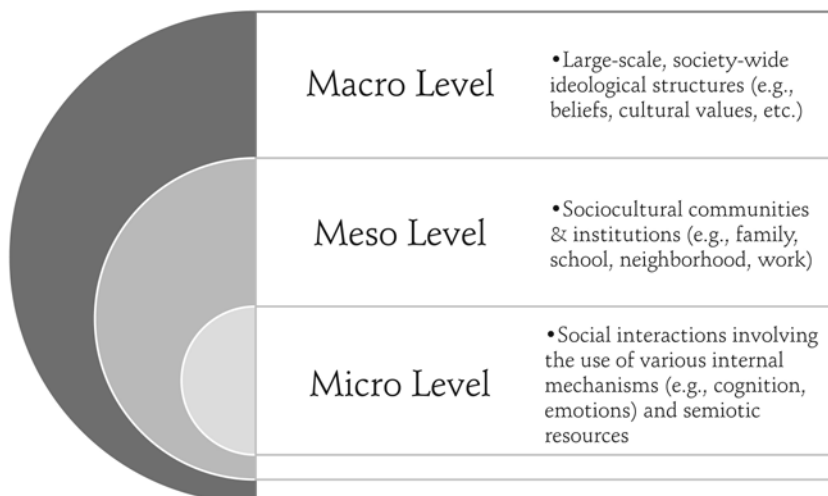 Macro Level
•Large-scale, society-wide
ideological structures (e.g.,
beliefs, cultural values, etc.)
Meso Level
•Sociocultural communities
& institutions (e.g., family,
school, neighborhood, work)
Micro Level
•Social interactions involving
the use of various internal
mechanisms (e.g., cognition,
emotions) and semiotic
resources